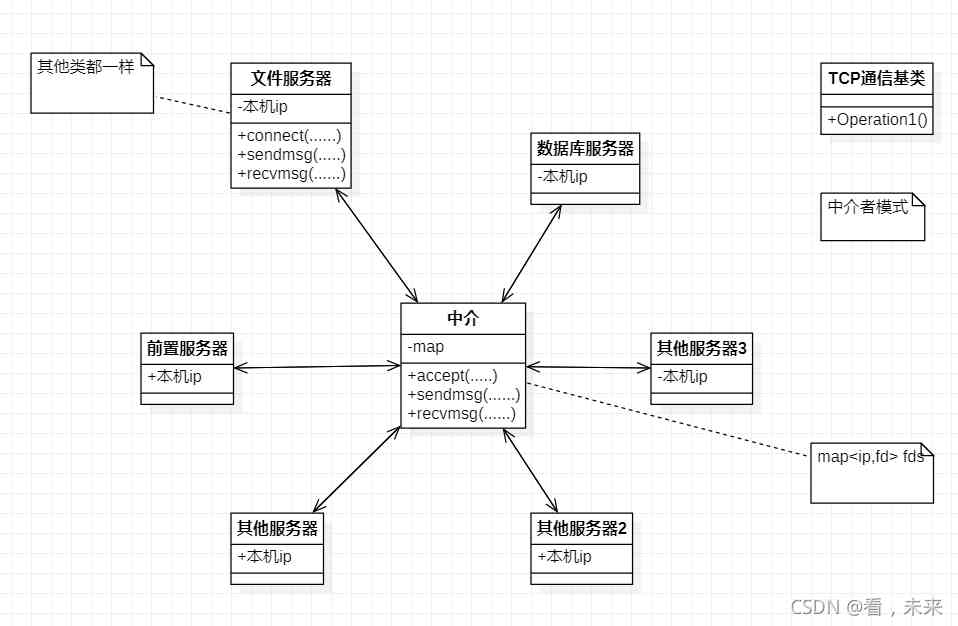 其他类都一样
文件服务器
-本机ip
+connect(......)
+sendmsg(.....)
+recvmsg(......)
数据库服务器
-本机ip
TCP通信基类
+Operation1()
中介者模式
中介
-map
+accept(.....)
+sendmsg(......)
+recvmsg(......)
前置服务器
+本机ip
其他服务器3
-本机ip
map<ip,fd> fds
其他服务器
+本机ip
其他服务器2
+本机ip
CSDN @看，未来